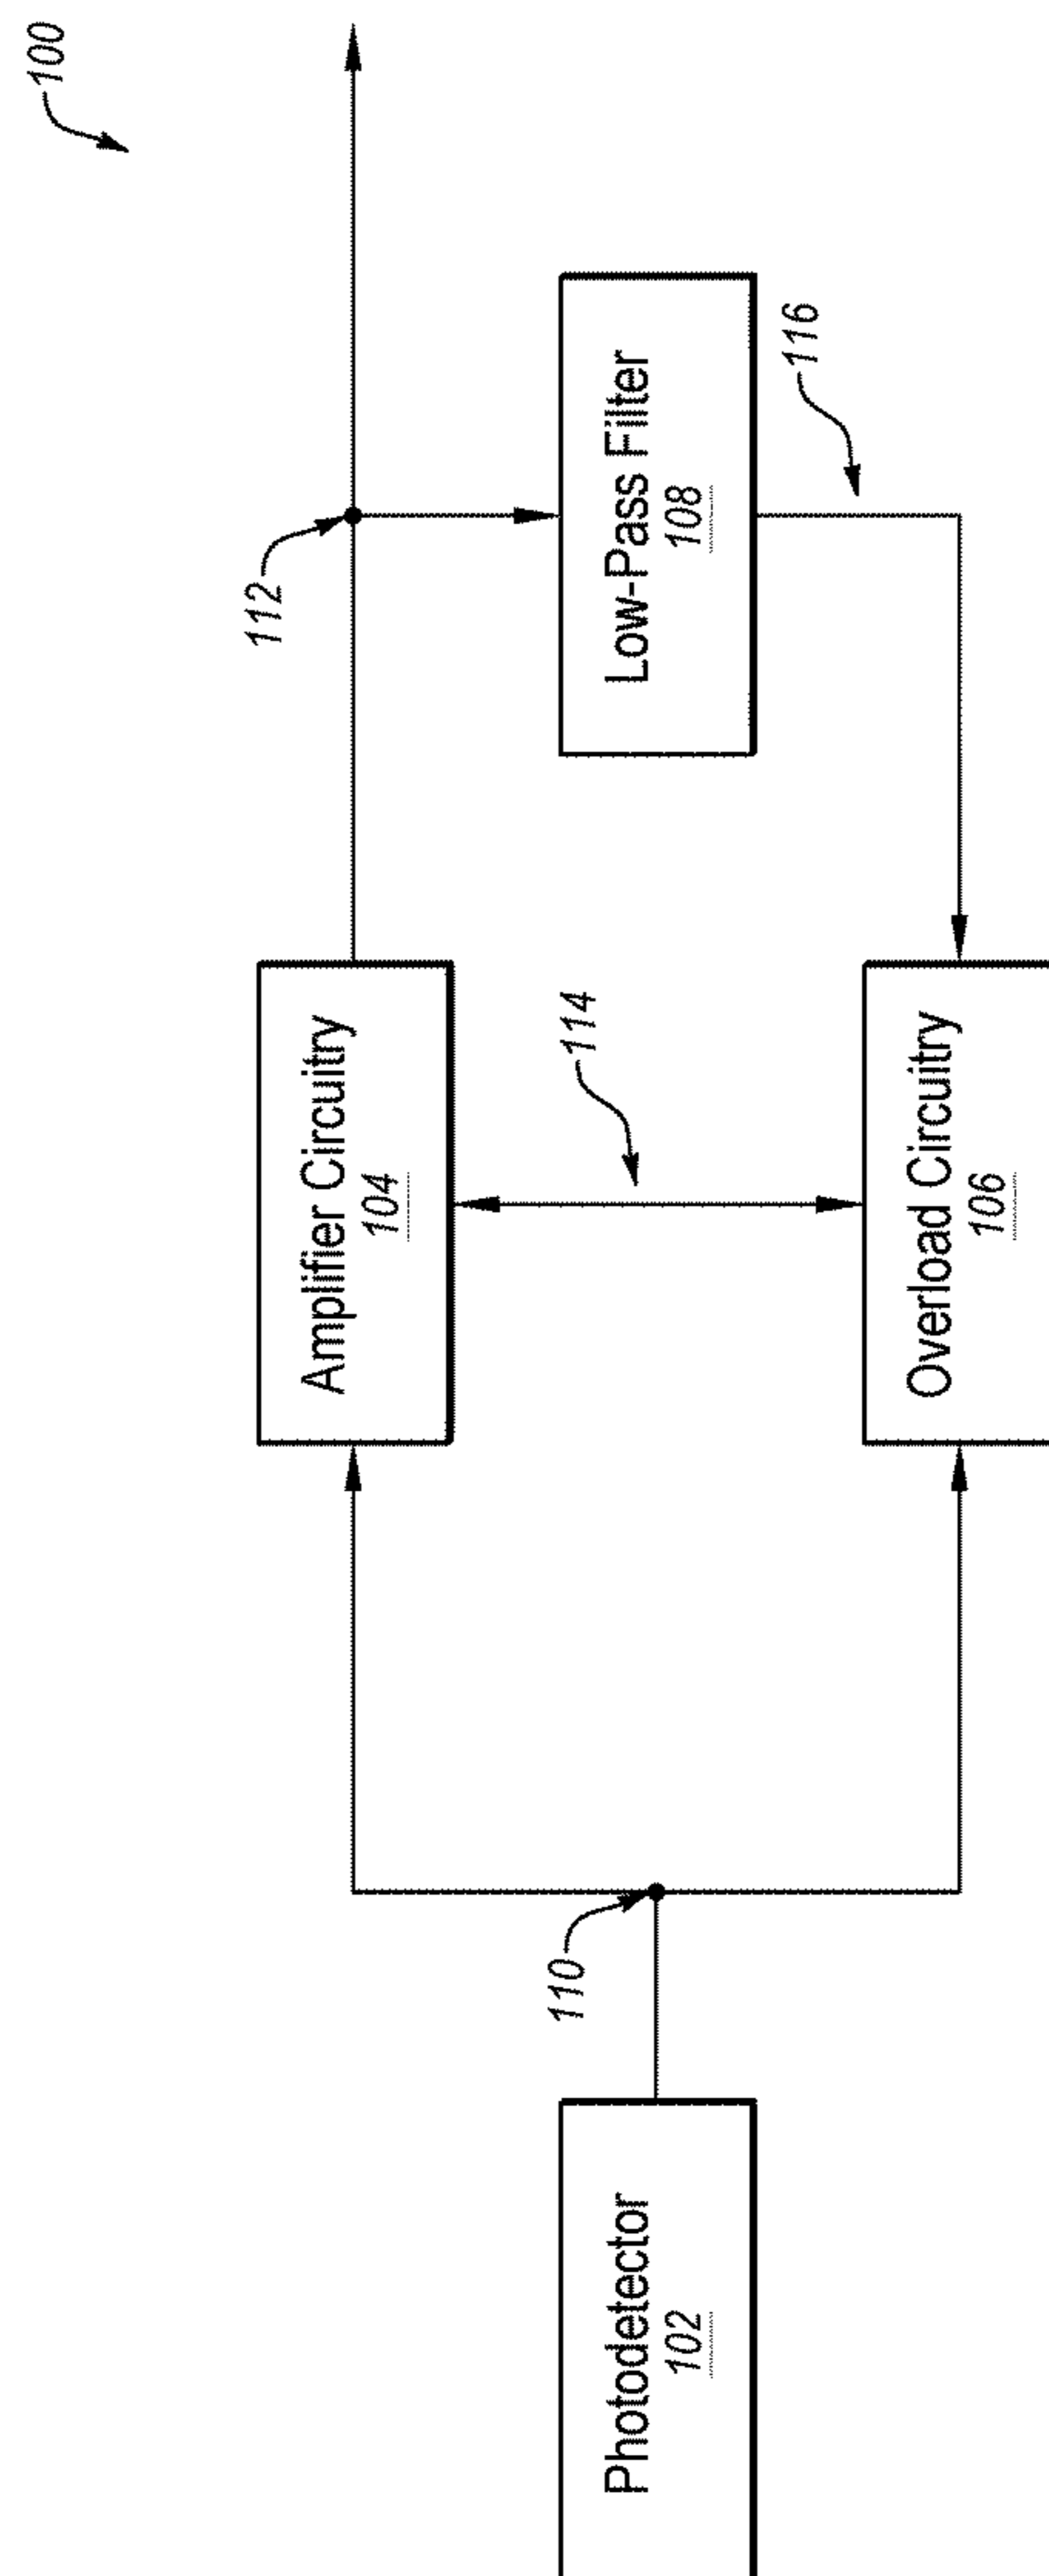 100
112
Amplifier Circuitry
104
110
114
Low-Pass Filter
108
116
Photodetector
102
Overload Circuitry
106